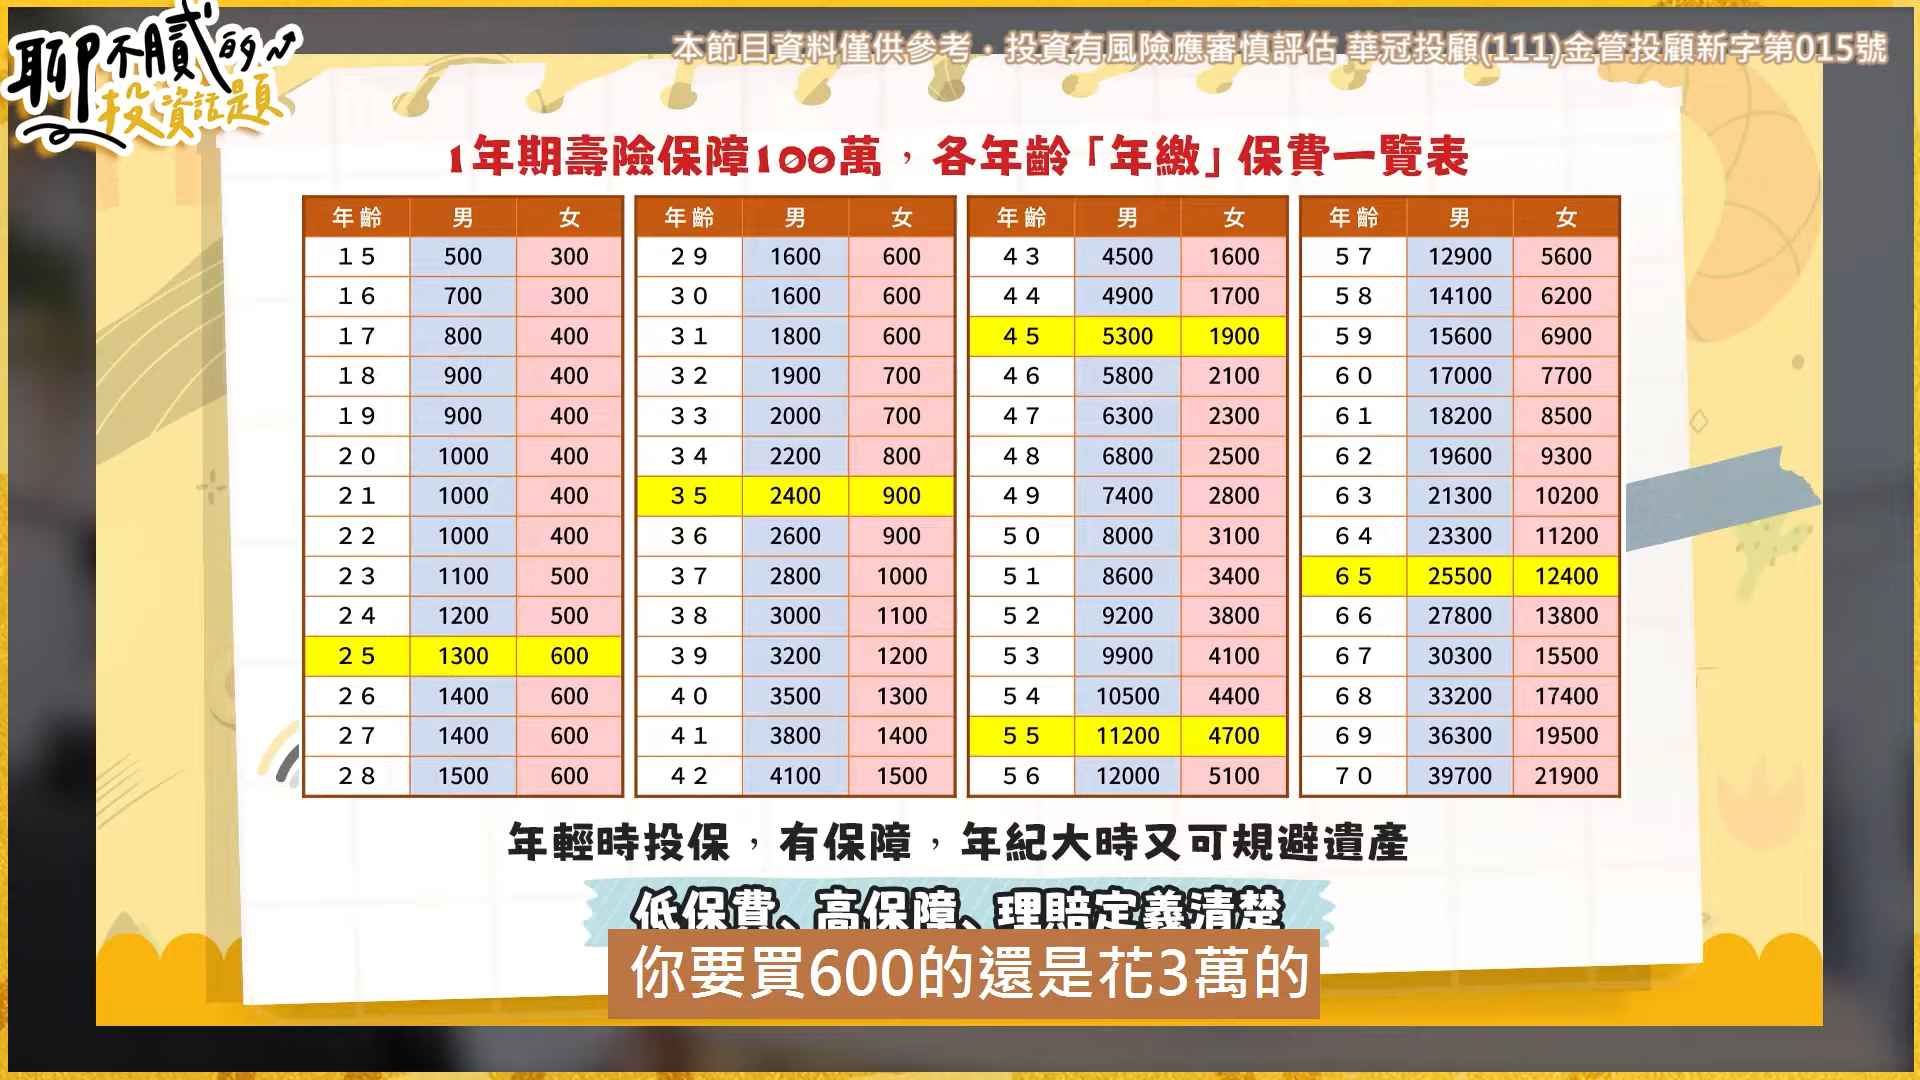 聊不膩的
投資話題
本節目資料僅供參考・投資有風險應審慎評估 華冠投顧(111)金管投顧新字第015號
1年期壽險保障100萬，各年齡「年繳」保費一覽表
年齡 男 女 年齡 男 女 年齡 男 女 年齡 男 女
15 500 300 29 1600 600 43 4500 1600 57 12900 5600
16 700 300 30 1600 600 44 4900 1700 58 14100 6200
17 800 400 31 1800 600 45 5300 1900 59 15600 6900
18 900 400 32 1900 700 46 5800 2100 60 17000 7700
19 900 400 33 2000 700 47 6300 2300 61 18200 8500
20 1000 400 34 2200 800 48 6800 2500 62 19600 9300
21 1000 400 35 2400 900 49 7400 2800 63 21300 10200
22 1000 400 36 2600 900 50 8000 3100 64 23300 11200
23 1100 500 37 2800 1000 51 8600 3400 65 25500 12400
24 1200 500 38 3000 1100 52 9200 3800 66 27800 13800
25 1300 600 39 3200 1200 53 9900 4100 67 30300 15500
26 1400 600 40 3500 1300 54 10500 4400 68 33200 17400
27 1400 600 41 3800 1400 55 11200 4700 69 36300 19500
28 1500 600 42 4100 1500 56 12000 5100 70 39700 21900
年輕時投保，有保障，年紀大時又可規避遺產
低保費、高保障、理賠定義清楚
你要買600的還是花3萬的